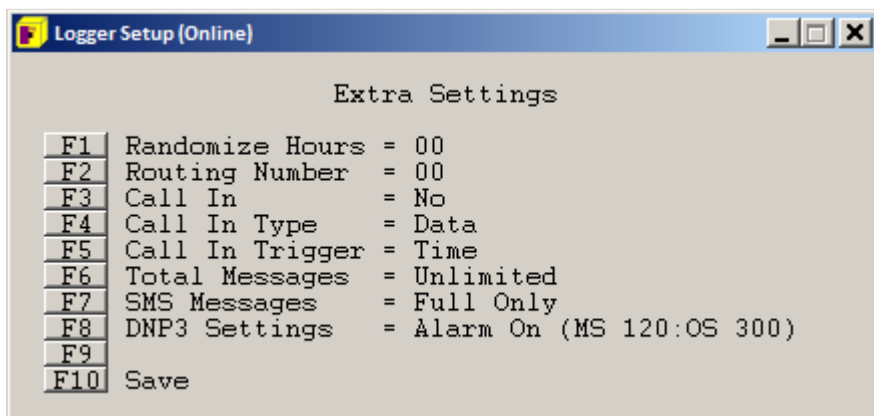 Logger Setup (Online)
Extra Settings
F1 Randomize Hours = 00
F2 Routing Number = 00
F3 Call In = No
F4 Call In Type = Data
F5 Call In Trigger = Time
F6 Total Messages = Unlimited
F7 SMS Messages = Full Only
F8 DNP3 Settings = Alarm On (MS 120:OS 300)
F9
F10 Save